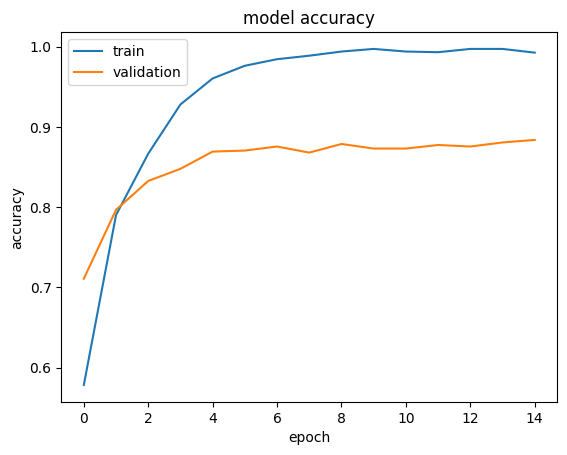 model accuracy
train
validation
1.0
0.9
0.8
0.7
0.6
accuracy
0 2 4 6 8 10 12 14
epoch